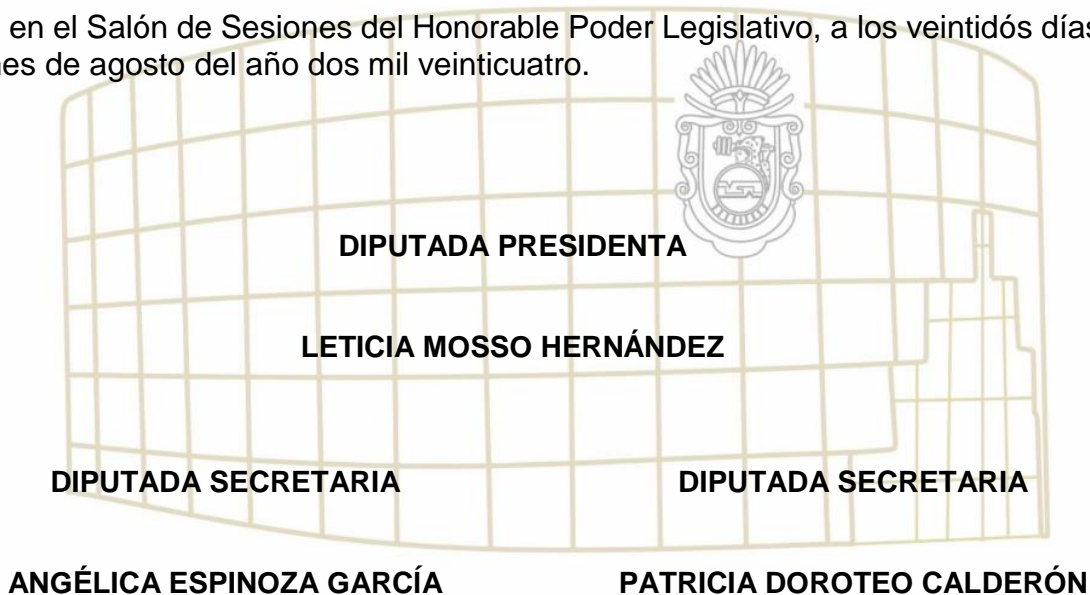 en el Salón de Sesiones del Honorable Poder Legislativo, a los veintidós días
nes de agosto del año dos mil veinticuatro.
DIPUTADA PRESIDENTA
LETICIA MOSSO HERNÁNDEZ
DIPUTADA SECRETARIA DIPUTADA SECRETARIA
ANGÉLICA ESPINOZA GARCÍA PATRICIA DOROTEO CALDERÓN